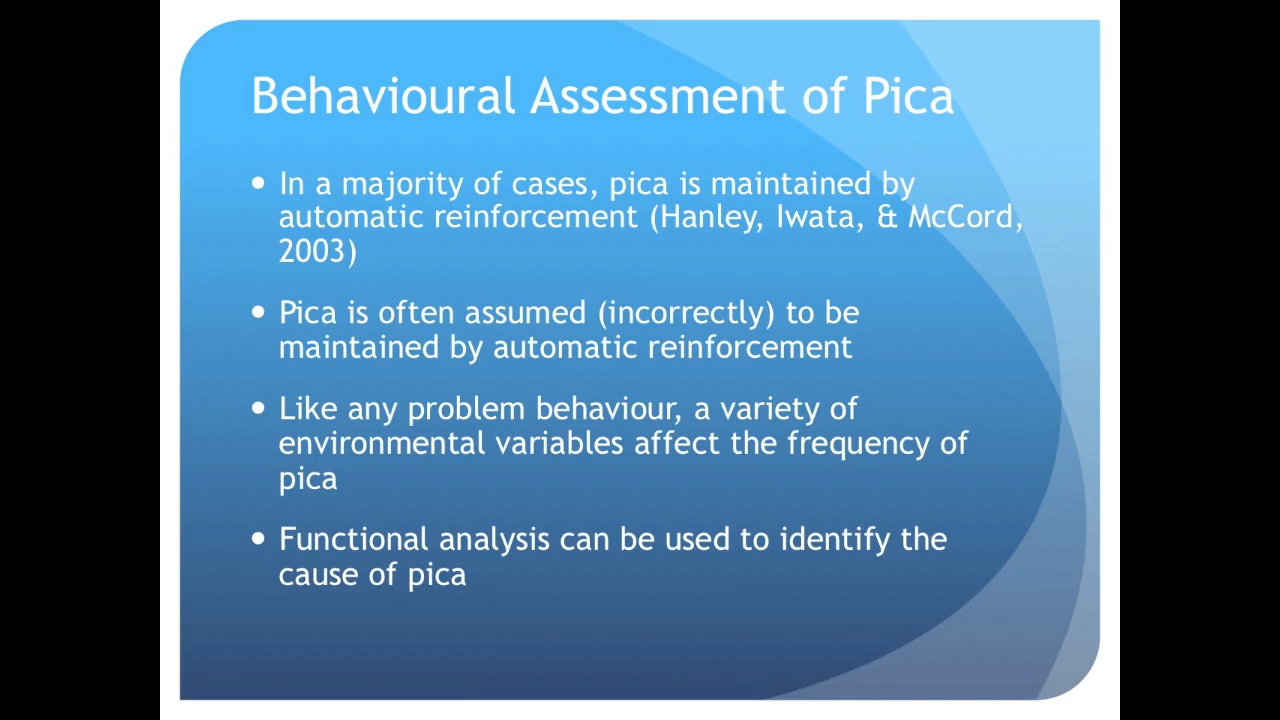 Behavioural Assessment of Pica
• In a majority of cases, pica is maintained by
automatic reinforcement (Hanley, Iwata, & McCord,
2003)
• Pica is often assumed (incorrectly) to be
maintained by automatic reinforcement
• Like any problem behaviour, a variety of
environmental variables affect the frequency of
pica
• Functional analysis can be used to identify the
cause of pica